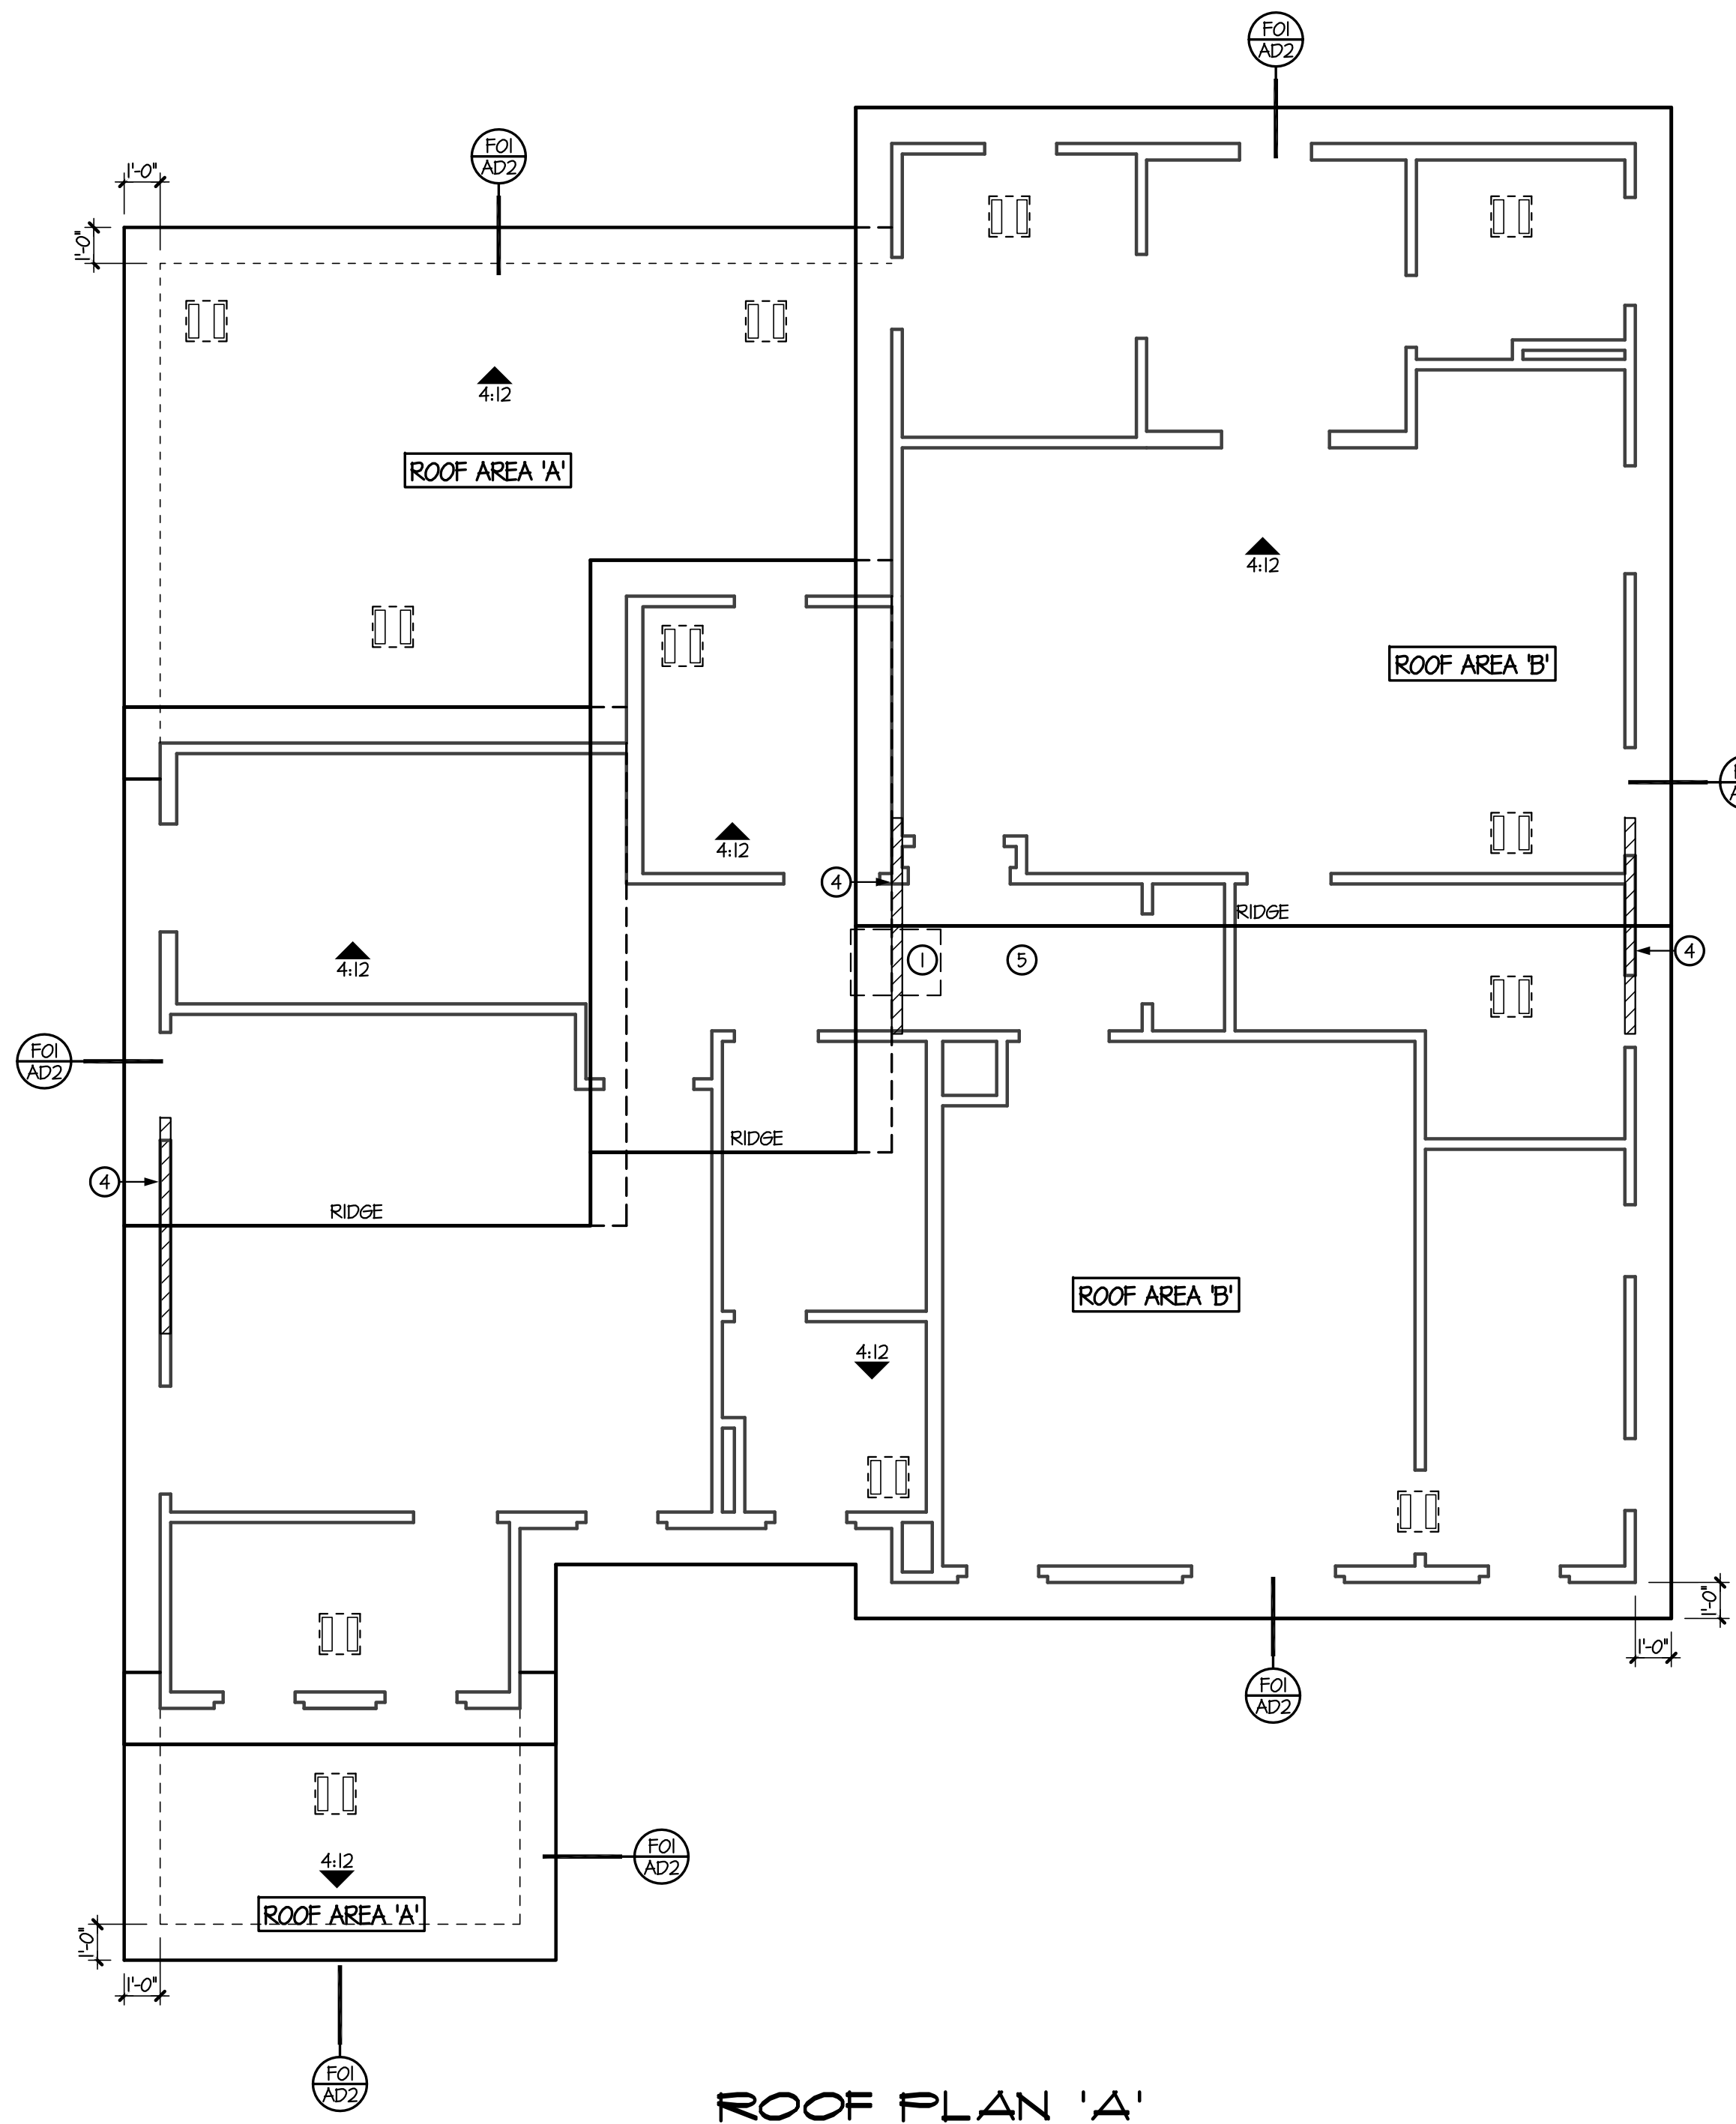 F01
AD2
F01
AD2
1'-0"
1'-0"
4:12
ROOF AREA 'A'
4:12
ROOF AREA 'B'
4:12
4
RIDGE
1
5
4
4:12
F01
AD2
RIDGE
4
RIDGE
ROOF AREA 'B'
4:12
1'-0"
1'-0"
F01
AD2
F01
AD2
4:12
ROOF AREA 'A'
1'-0"
1'-0"
F01
AD2
ROOF PLAN 'A'